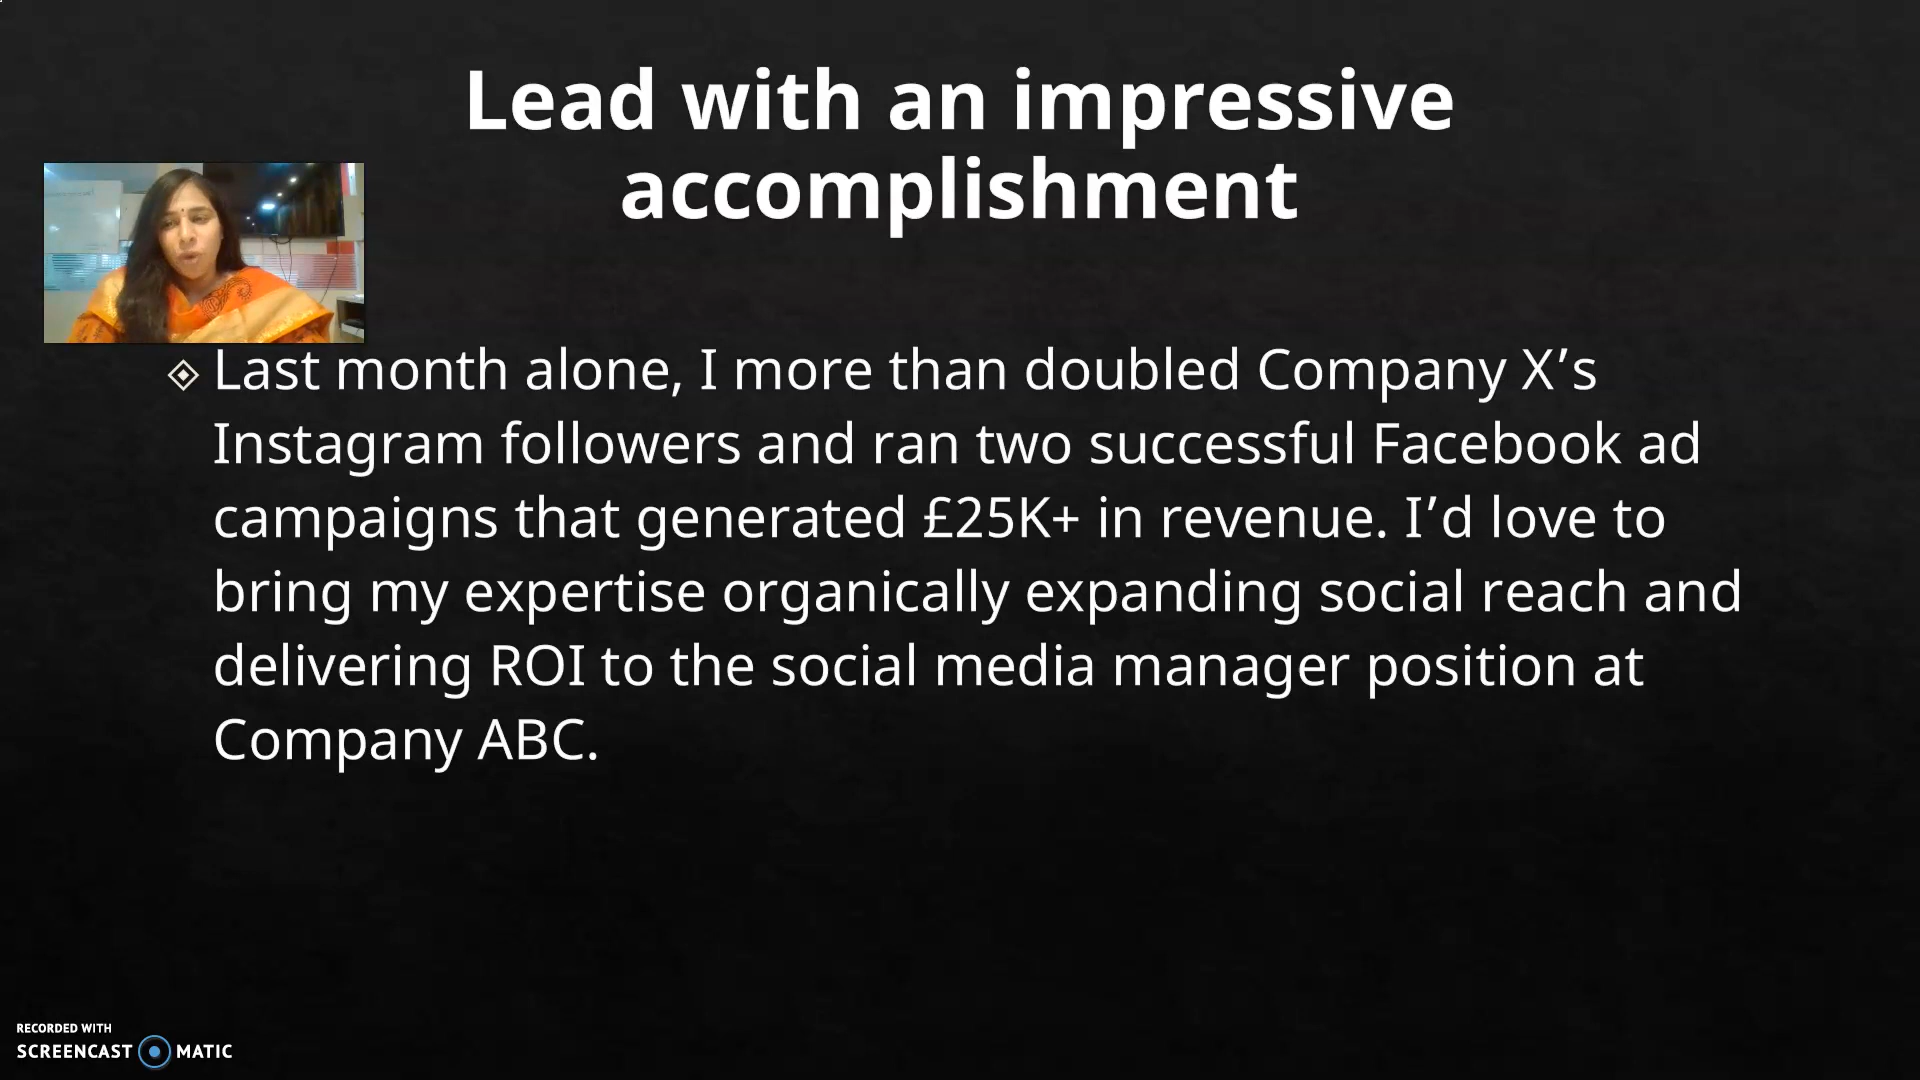 Lead with an impressive
accomplishment
Last month alone, I more than doubled Company X’s
Instagram followers and ran two successful Facebook ad
campaigns that generated £25K+ in revenue. I’d love to
bring my expertise organically expanding social reach and
delivering ROI to the social media manager position at
Company ABC.
RECORDED WITH
SCREENCAST MATIC